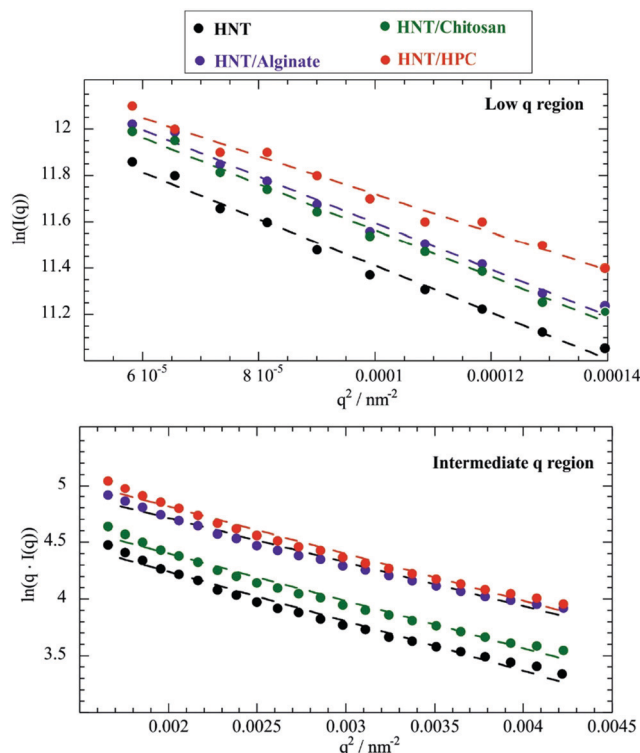 HNT HNT/Chitosan
HNT/Alginate HNT/HPC
Low q region
12
11.8
11.6
11.4
11.2
ln(I(q))
6 10⁻⁵ 8 10⁻⁵ 0.0001 0.00012 0.00014
q² / nm⁻²
Intermediate q region
5
4.5
4
3.5
ln(q · I(q))
0.002 0.0025 0.003 0.0035 0.004 0.0045
q² / nm⁻²